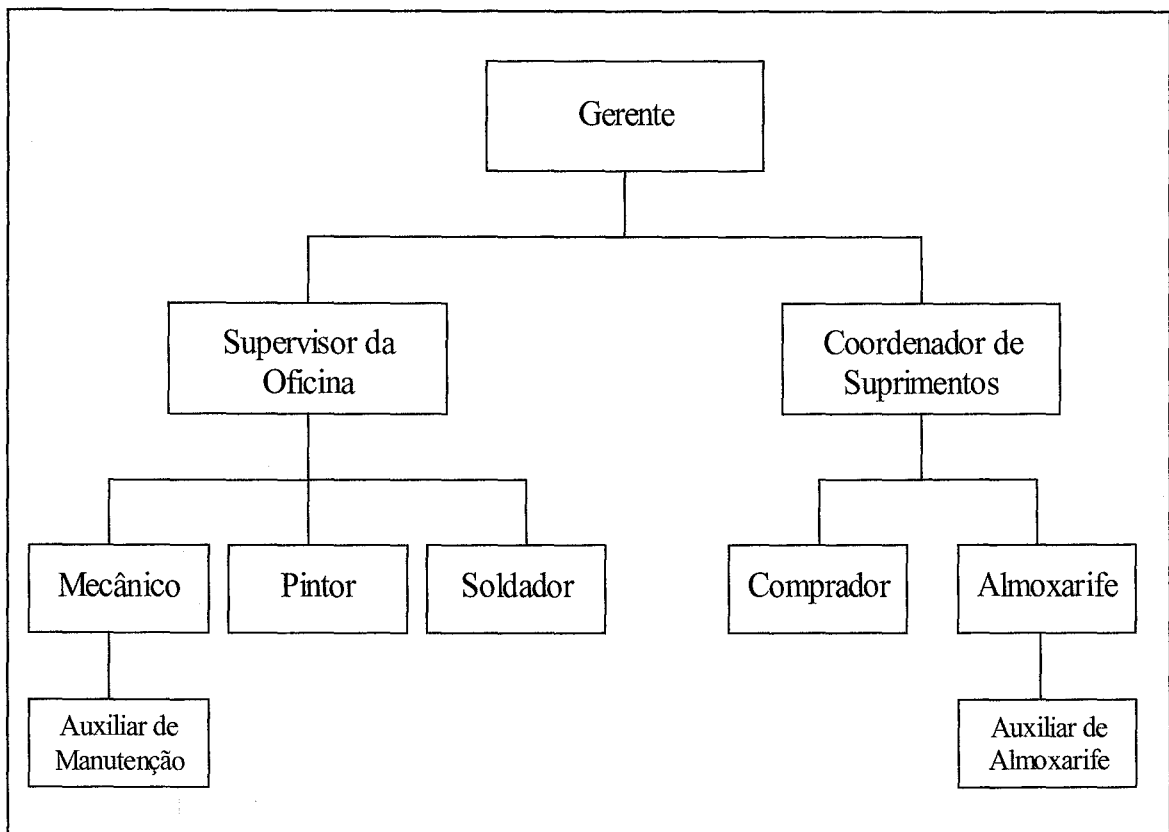 Gerente
Supervisor da
Oficina
Coordenador de
Suprimentos
Mecânico
Pintor
Soldador
Comprador
Almoxarife
Auxiliar de
Manutenção
Auxiliar de
Almoxarife